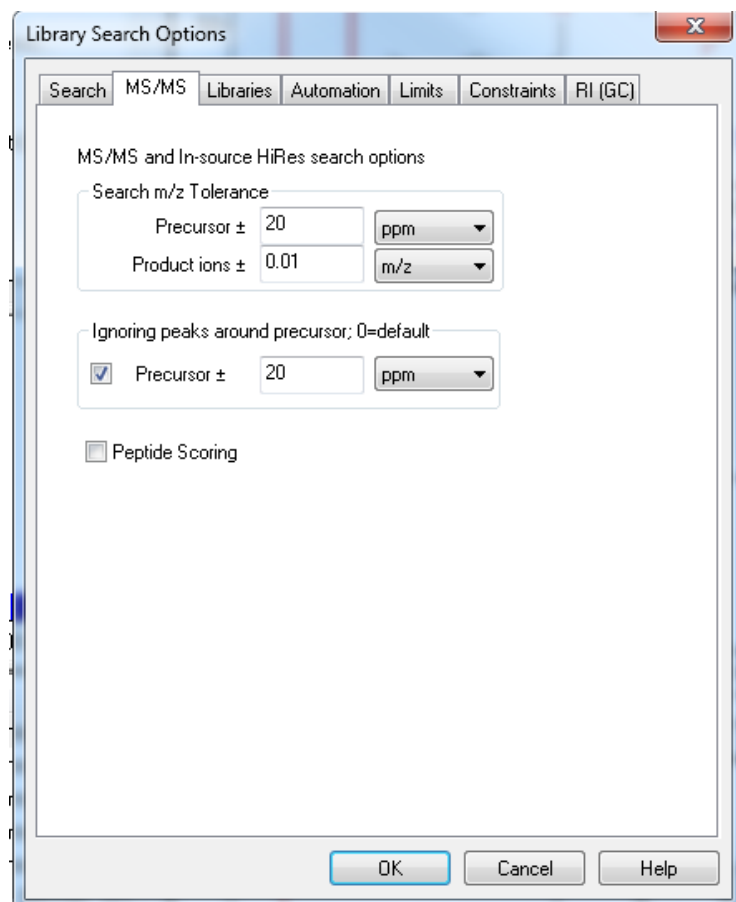 Library Search Options
x
Search MS/MS Libraries Automation Limits Constraints RI (GC)
MS/MS and In-source HiRes search options
Search m/z Tolerance
Precursor ± 20 ppm
Product ions ± 0.01 m/z
Ignoring peaks around precursor; 0=default
Precursor ± 20 ppm
Peptide Scoring
OK Cancel Help